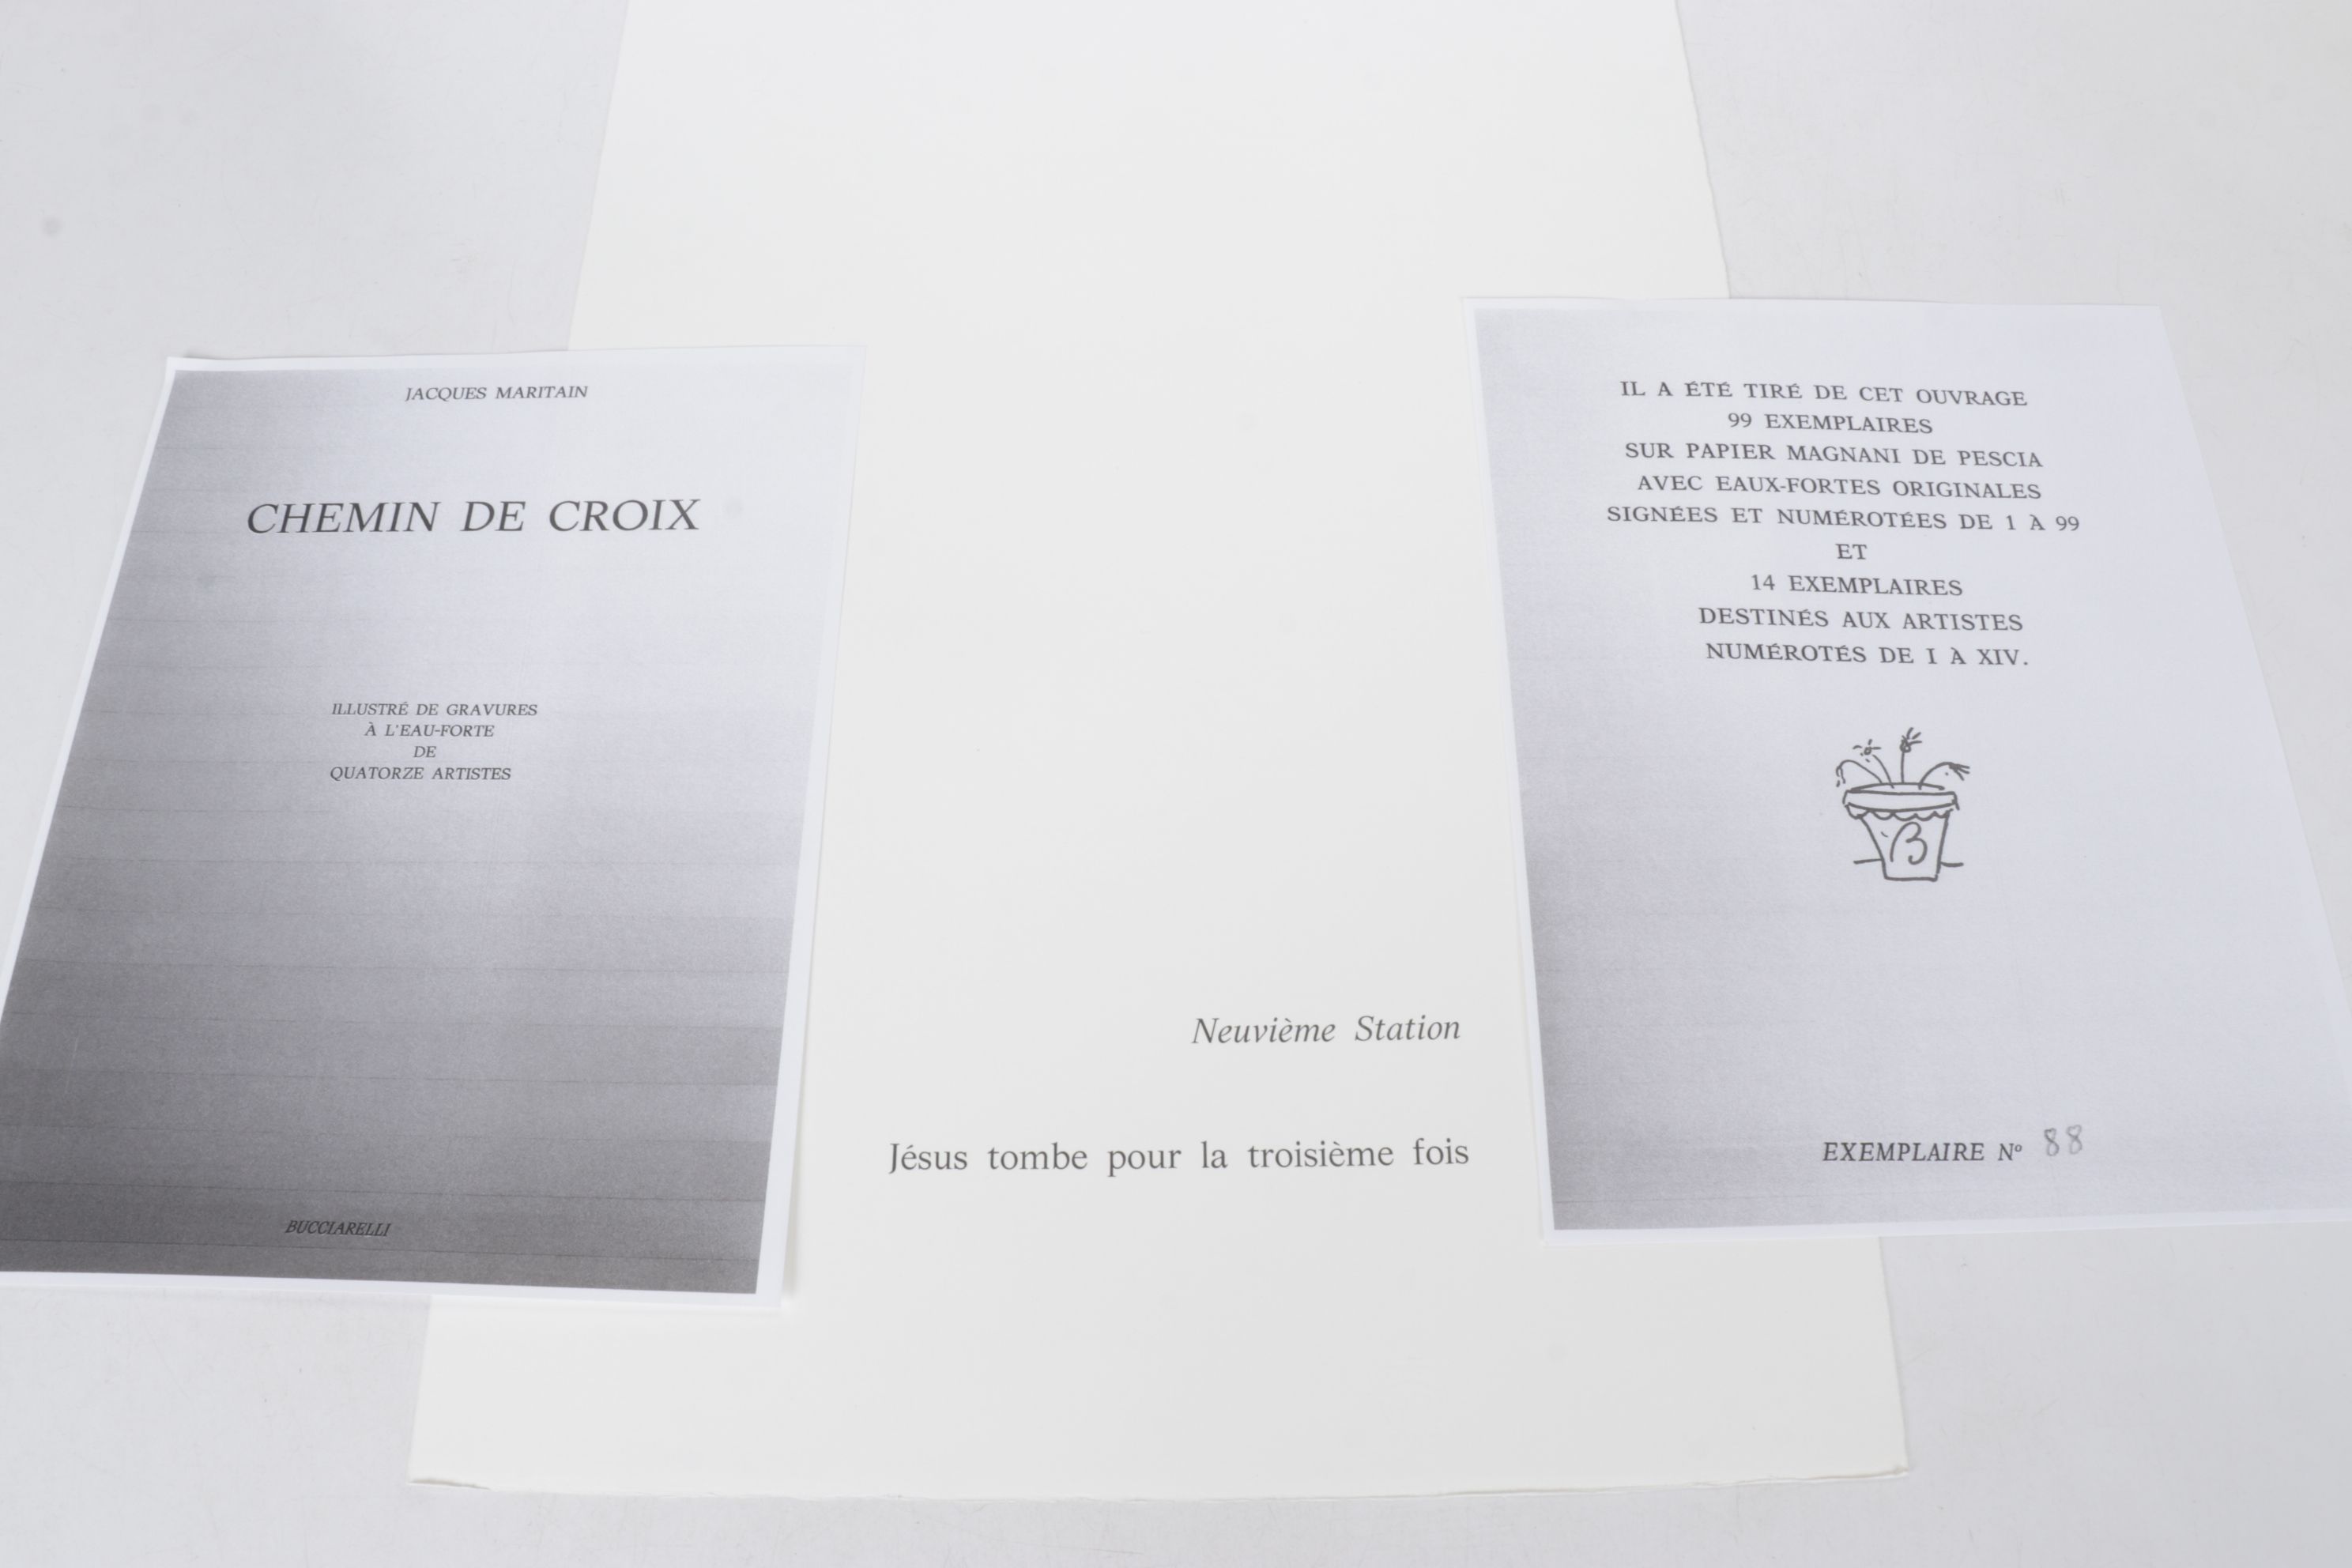 JACQUES MARITAIN
CHEMIN DE CROIX
ILLUSTRÉ DE GRAVURES
À L'EAU-FORTE
DE
QUATORZE ARTISTES
BUCCIARELLI
Neuvième Station
Jésus tombe pour la troisième fois
IL A ÉTÉ TIRÉ DE CET OUVRAGE
99 EXEMPLAIRES
SUR PAPIER MAGNANI DE PESCIA
AVEC EAUX-FORTES ORIGINALES
SIGNÉES ET NUMÉROTÉES DE 1 À 99
ET
14 EXEMPLAIRES
DESTINÉS AUX ARTISTES
NUMÉROTÉS DE I À XIV.
B
EXEMPLAIRE Nº 88